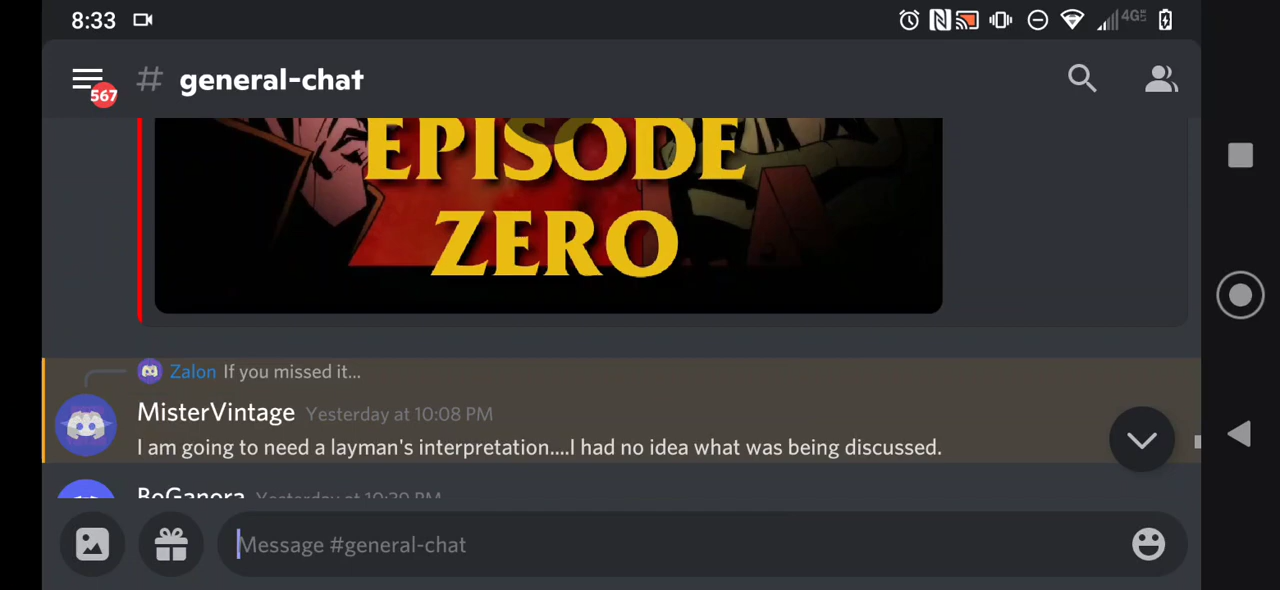 8:33
4G
# general-chat
567
EPISODE
ZERO
Zalon If you missed it...
MisterVintage Yesterday at 10:08 PM
I am going to need a layman's interpretation....I had no idea what was being discussed.
BoGanora Yesterday at 10:30 PM
Message #general-chat